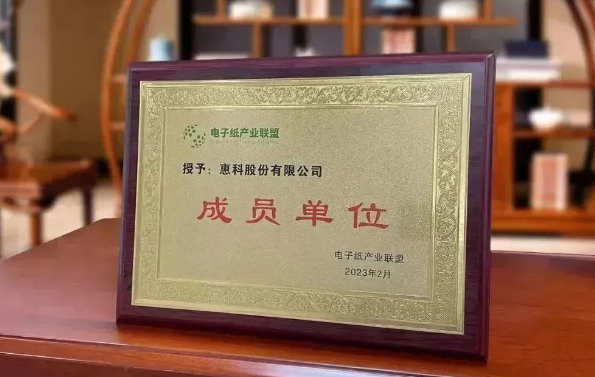 电子纸产业联盟
授予：惠科股份有限公司
成员单位
电子纸产业联盟
2023年2月